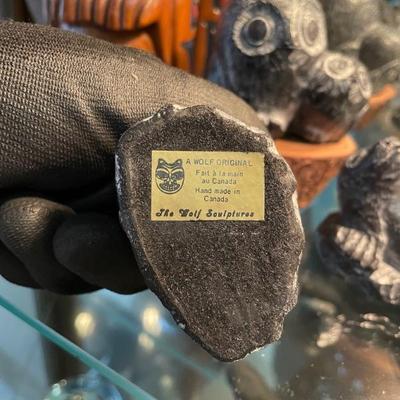 A WOLF ORIGINAL
Fait à la main
au Canada
Hand made in
Canada
The Wolf Sculptures